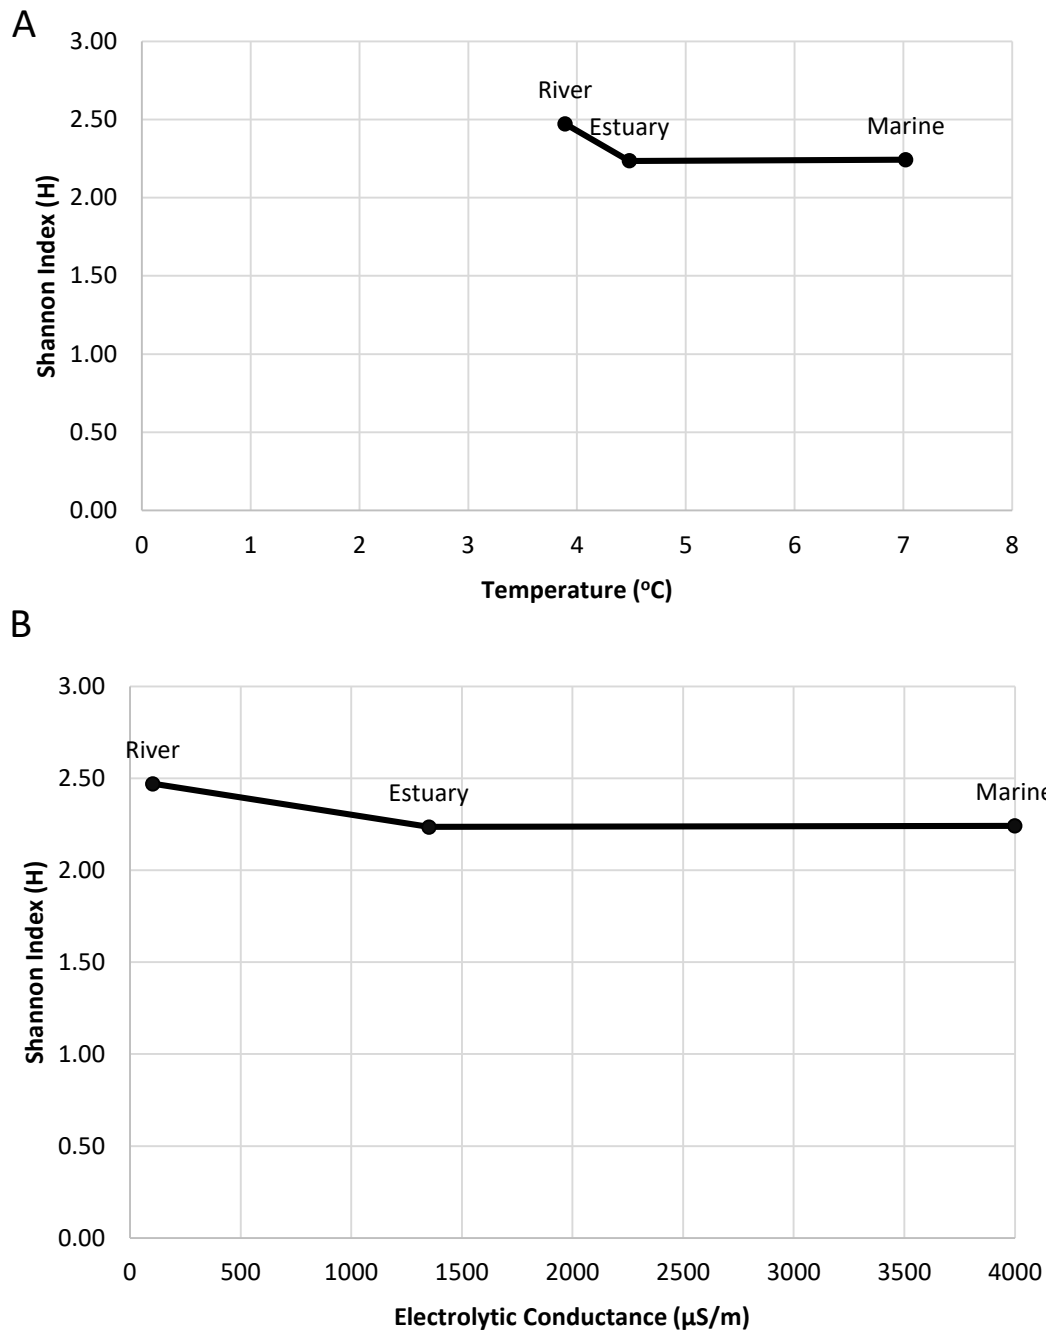 A
3.00
2.50
2.00
1.50
1.00
0.50
0.00
Shannon Index (H)
River
Estuary
Marine
0 1 2 3 4 5 6 7 8
Temperature (ºC)
B
3.00
2.50
2.00
1.50
1.00
0.50
0.00
Shannon Index (H)
River
Estuary
Marine
0 500 1000 1500 2000 2500 3000 3500 4000
Electrolytic Conductance (µS/m)